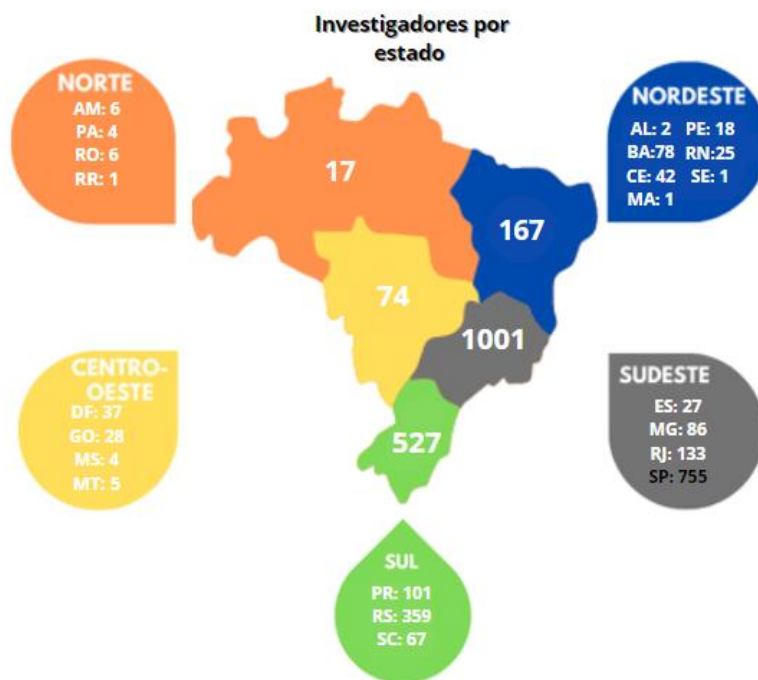 Investigadores por
estado
NORTE
AM: 6
PA: 4
RO: 6
RR: 1
NORDESTE
AL: 2 PE: 18
BA:78 RN:25
CE: 42 SE: 1
MA: 1
17
167
74
1001
527
CENTRO-
OESTE
DF: 37
GO: 28
MS: 4
MT: 5
SUDESTE
ES: 27
MG: 86
RJ: 133
SP: 755
SUL
PR: 101
RS: 359
SC: 67